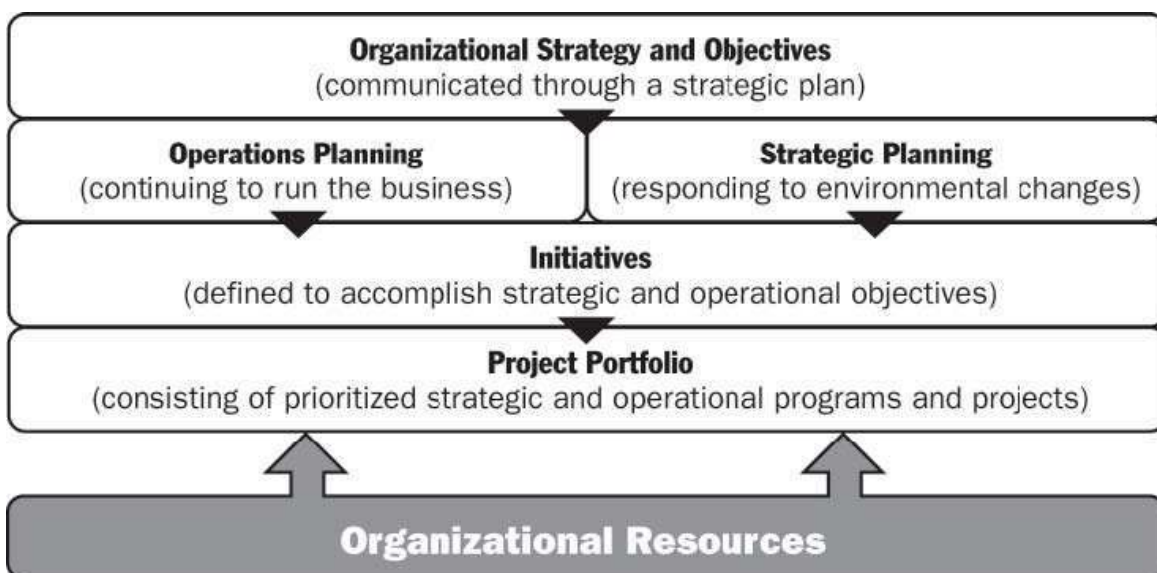 Organizational Strategy and Objectives
(communicated through a strategic plan)
Operations Planning
(continuing to run the business)
Strategic Planning
(responding to environmental changes)
Initiatives
(defined to accomplish strategic and operational objectives)
Project Portfolio
(consisting of prioritized strategic and operational programs and projects)
Organizational Resources